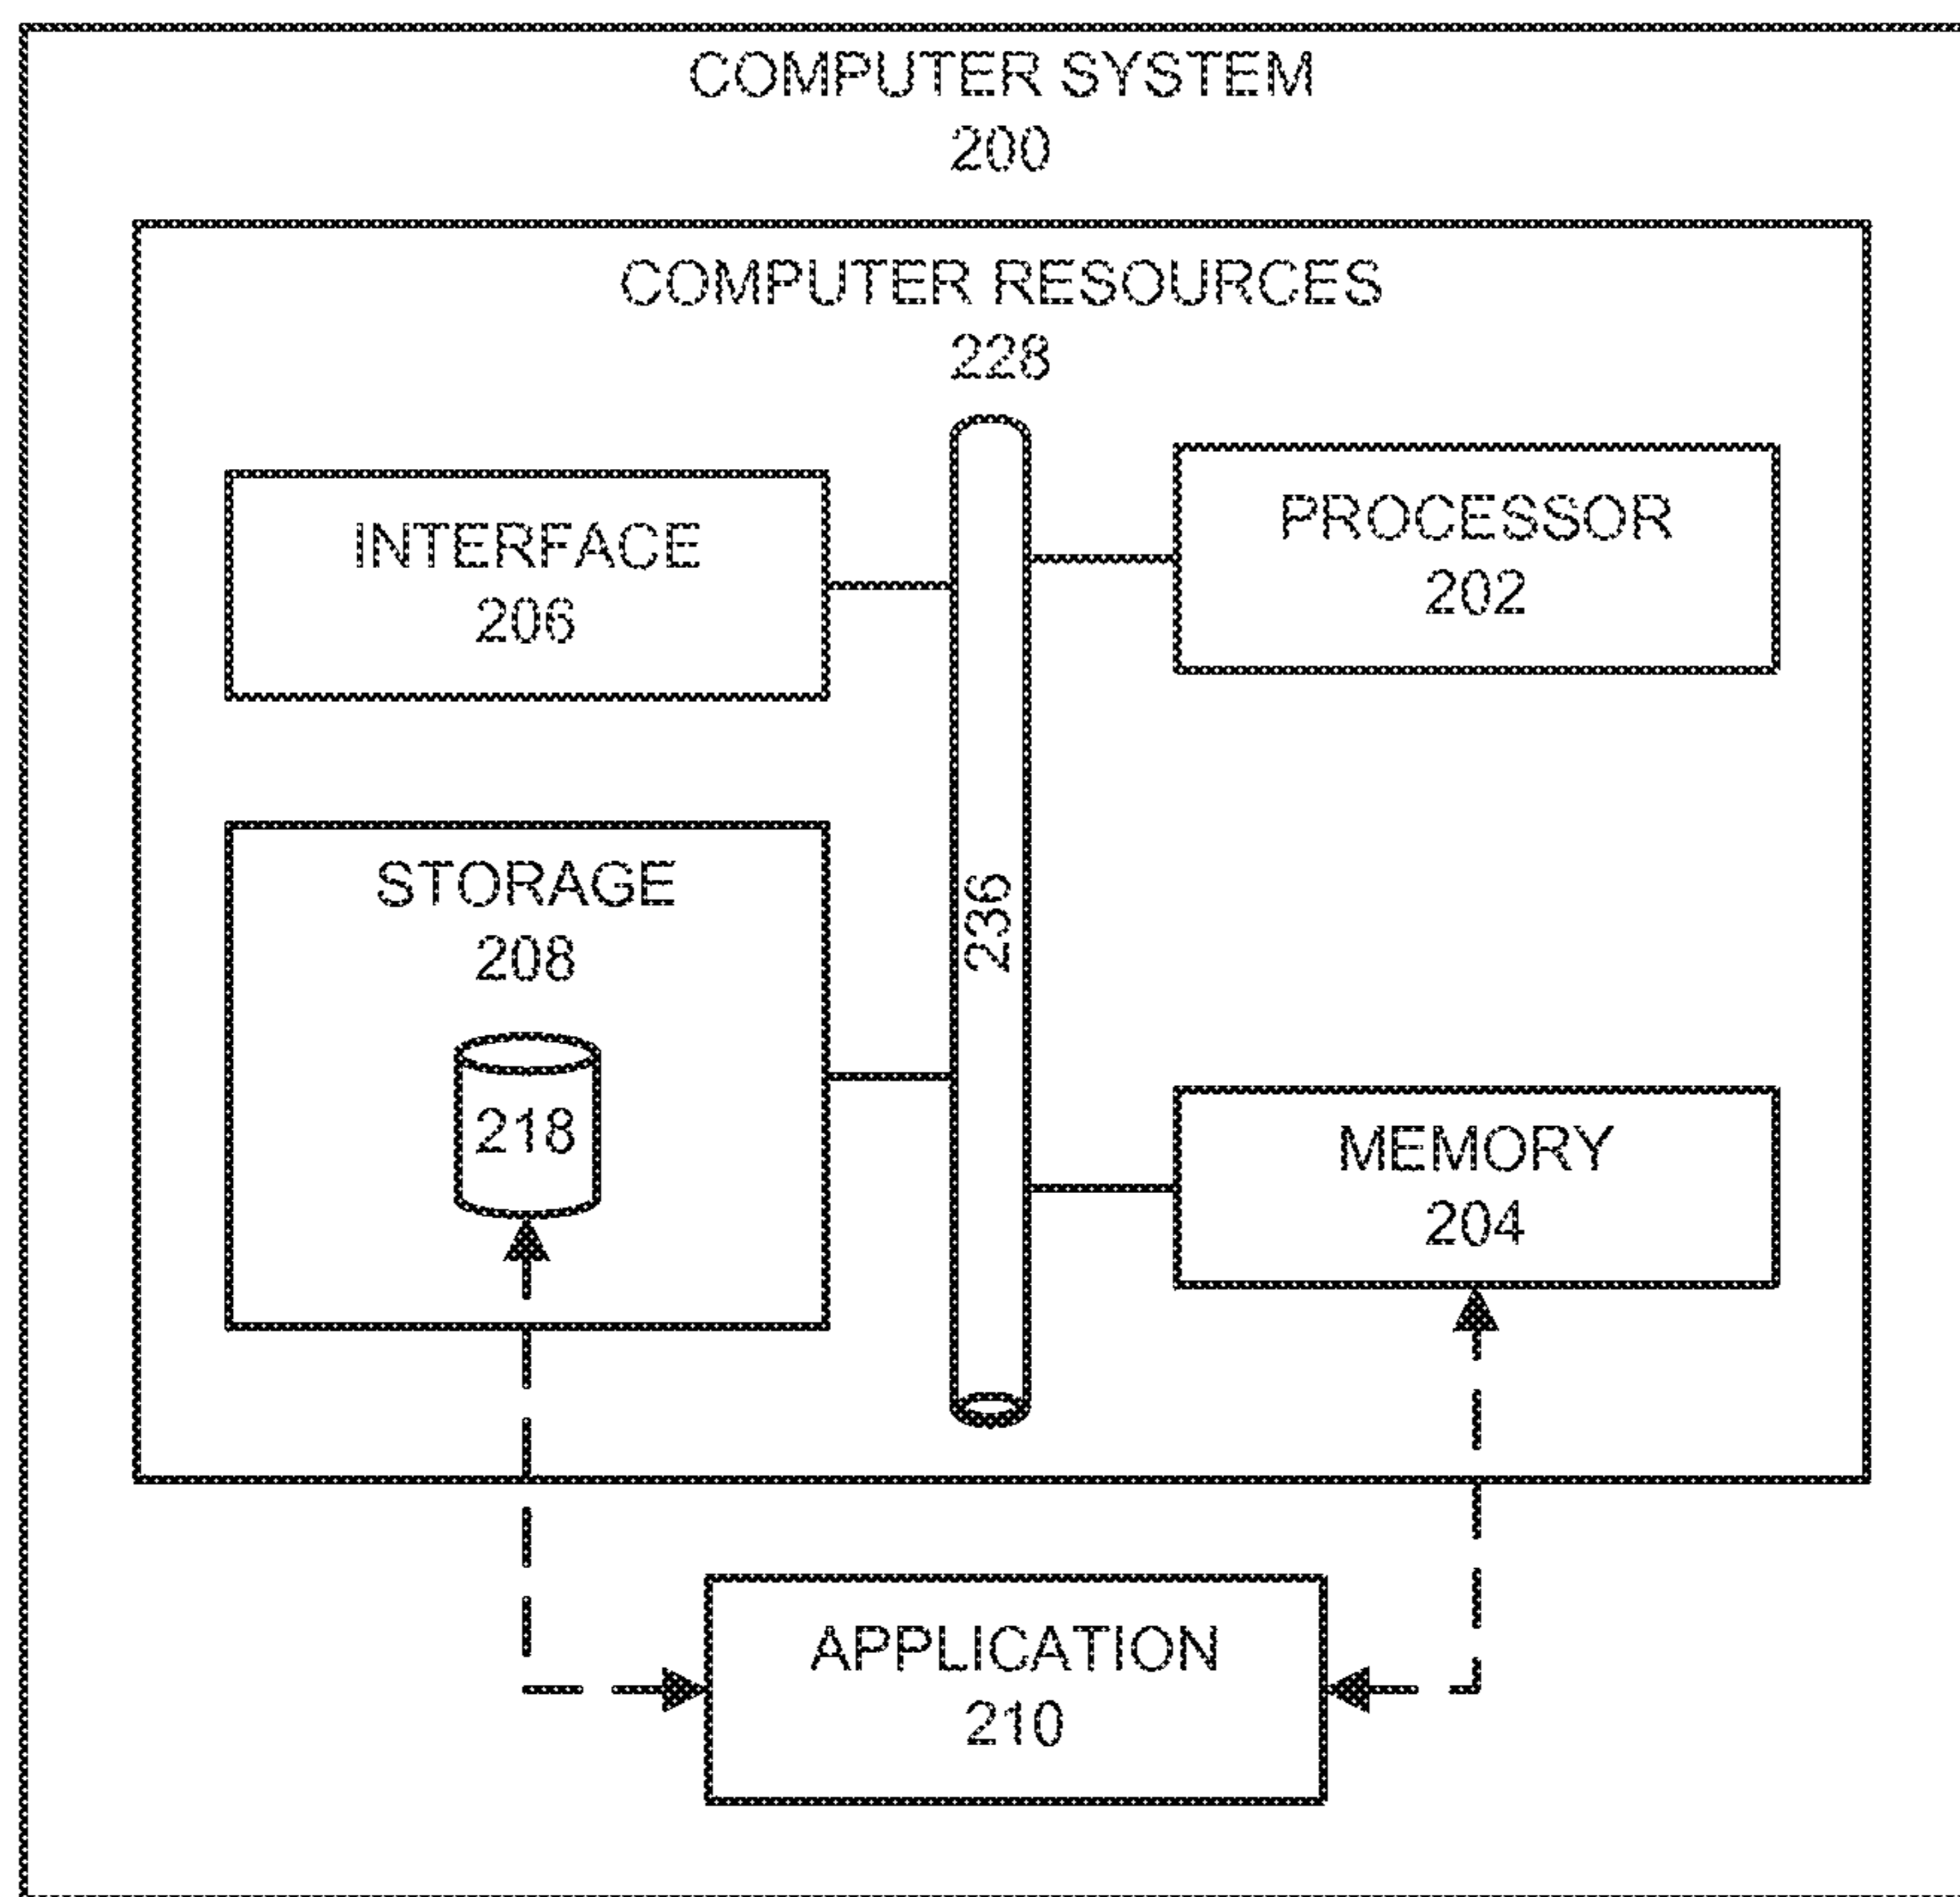 COMPUTER SYSTEM
200
COMPUTER RESOURCES
228
INTERFACE
206
PROCESSOR
202
STORAGE
208
218
236
MEMORY
204
APPLICATION
210